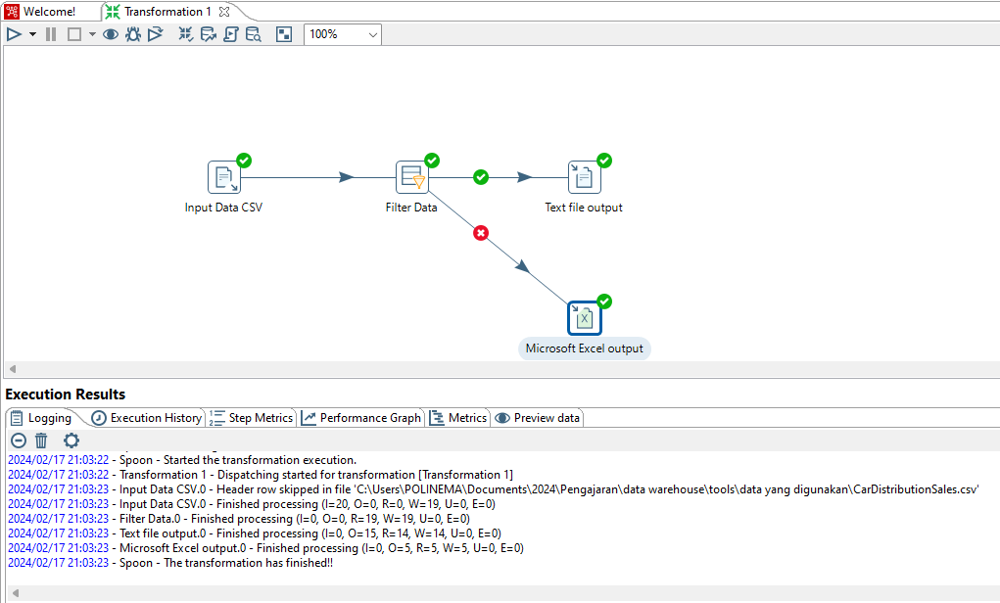 Welcome! Transformation 1
100%
Input Data CSV Filter Data Text file output
Microsoft Excel output
Execution Results
Logging Execution History Step Metrics Performance Graph Metrics Preview data
2024/02/17 21:03:22 - Spoon - Started the transformation execution.
2024/02/17 21:03:22 - Transformation 1 - Dispatching started for transformation [Transformation 1]
2024/02/17 21:03:23 - Input Data CSV.0 - Header row skipped in file 'C:\Users\POLINEMA\Documents\2024\Pengajaran\data warehouse\tools\data yang digunakan\CarDistributionSales.csv'
2024/02/17 21:03:23 - Input Data CSV.0 - Finished processing (I=20, O=0, R=0, W=19, U=0, E=0)
2024/02/17 21:03:23 - Filter Data.0 - Finished processing (I=0, O=0, R=19, W=19, U=0, E=0)
2024/02/17 21:03:23 - Text file output.0 - Finished processing (I=0, O=15, R=14, W=14, U=0, E=0)
2024/02/17 21:03:23 - Microsoft Excel output.0 - Finished processing (I=0, O=5, R=5, W=5, U=0, E=0)
2024/02/17 21:03:23 - Spoon - The transformation has finished!!